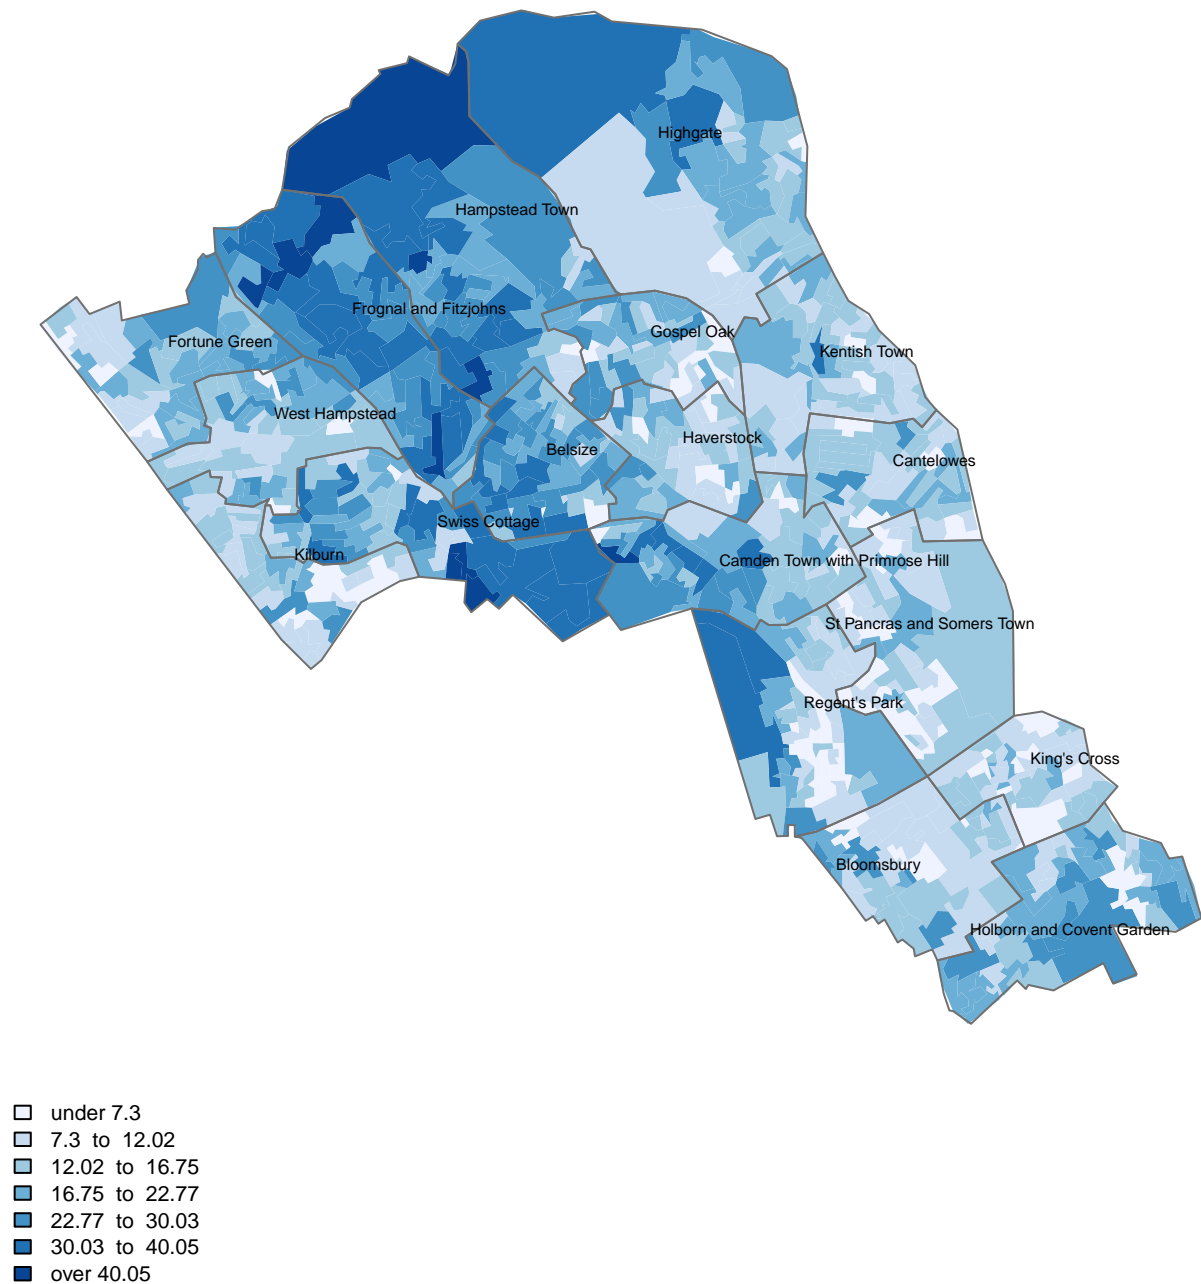 Highgate
Hampstead Town
Frognal and Fitzjohns
Gospel Oak
Fortune Green
Kentish Town
West Hampstead
Haverstock
Belsize
Cantelowes
Swiss Cottage
Kilburn
Camden Town with Primrose Hill
St Pancras and Somers Town
Regent's Park
King's Cross
Bloomsbury
Holborn and Covent Garden
under 7.3
7.3 to 12.02
12.02 to 16.75
16.75 to 22.77
22.77 to 30.03
30.03 to 40.05
over 40.05